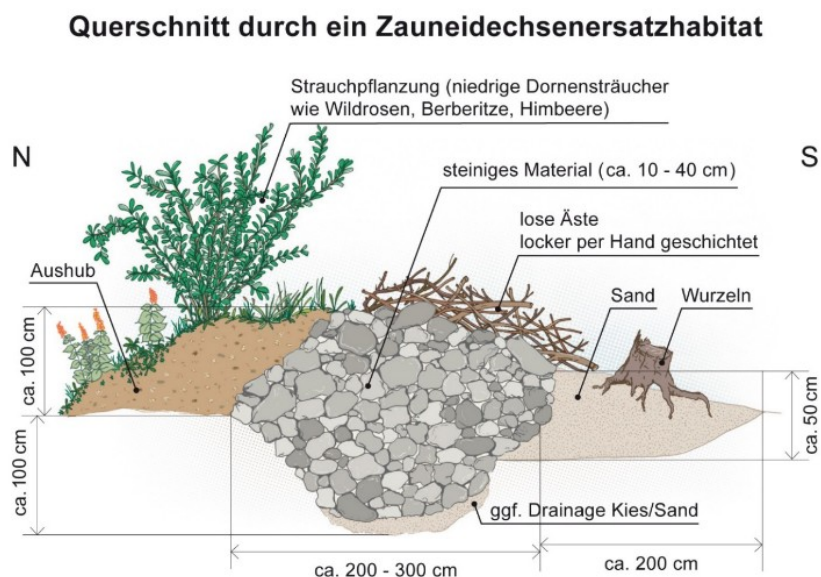 Querschnitt durch ein Zauneidechsenersatzhabitat
Strauchpflanzung (niedrige Dornensträucher
wie Wildrosen, Berberitze, Himbeere)
N
S
steiniges Material (ca. 10 - 40 cm)
lose Äste
locker per Hand geschichtet
Aushub
Sand
Wurzeln
ca. 100 cm
ca. 50 cm
ca. 100 cm
ggf. Drainage Kies/Sand
ca. 200 - 300 cm
ca. 200 cm